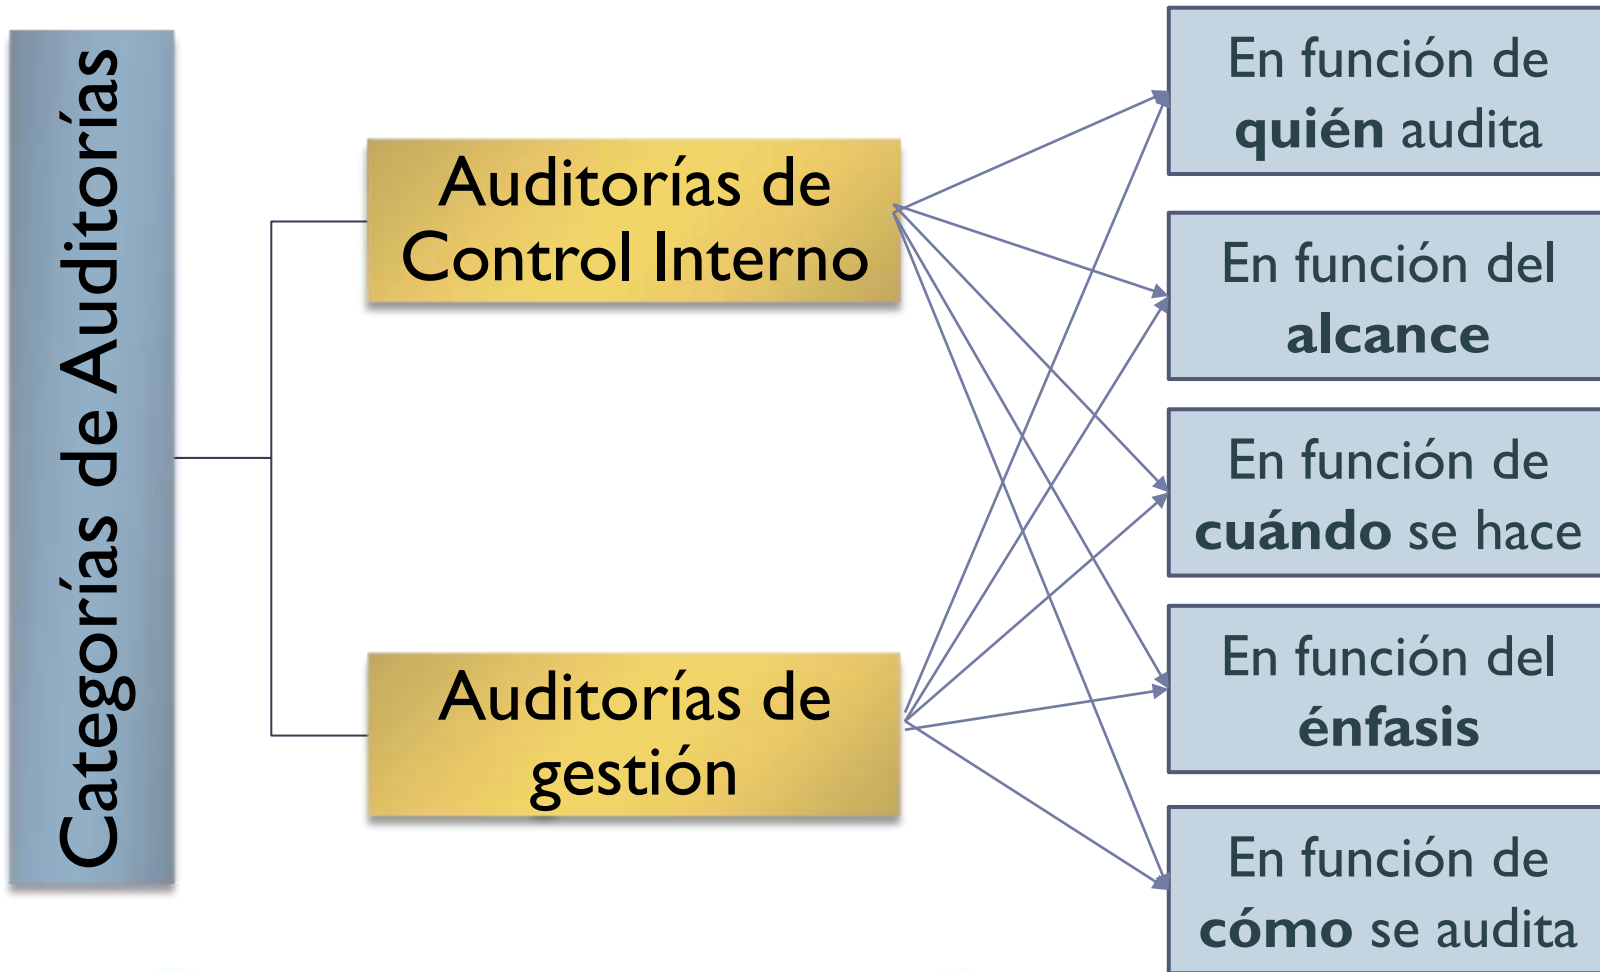 Categorías de Auditorías
Auditorías de
Control Interno
Auditorías de
gestión
En función de
quién audita
En función del
alcance
En función de
cuándo se hace
En función del
énfasis
En función de
cómo se audita